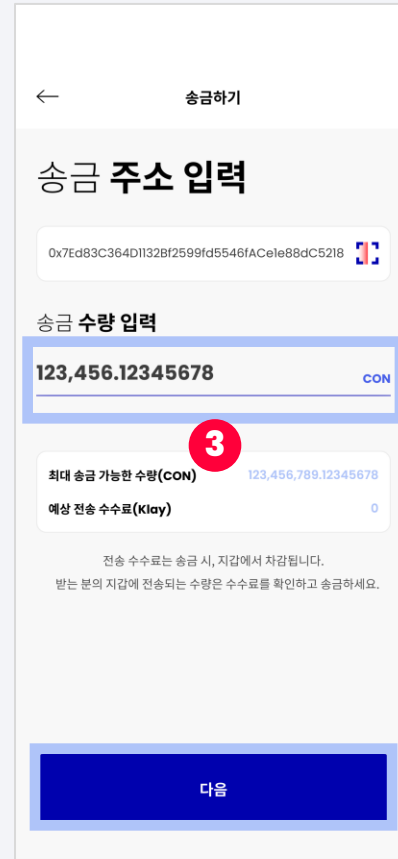 송금하기
송금 주소 입력
0x7Ed83C364D1132Bf2599fd5546fACe1e88dC5218
송금 수량 입력
123,456.12345678
CON
3
최대 송금 가능한 수량(CON) 123,456,789.12345678
예상 전송 수수료(Klay) 0
전송 수수료는 송금 시, 지갑에서 차감됩니다.
받는 분의 지갑에 전송되는 수량은 수수료를 확인하고 송금하세요.
다음